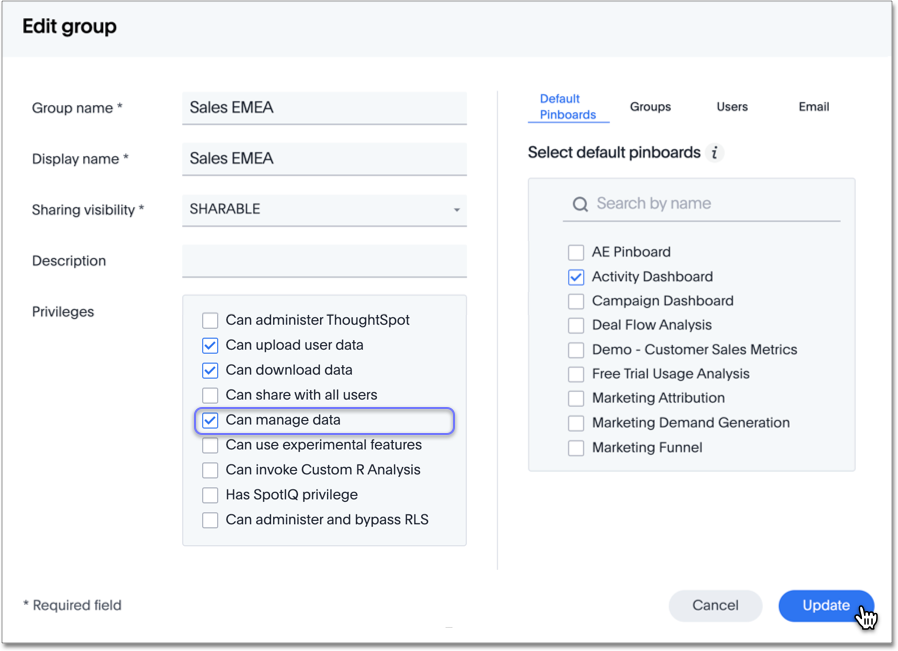 Edit group
Group name *
Sales EMEA
Display name *
Sales EMEA
Sharing visibility *
SHARABLE
Description
Privileges
Can administer ThoughtSpot
Can upload user data
Can download data
Can share with all users
Can manage data
Can use experimental features
Can invoke Custom R Analysis
Has SpotIQ privilege
Can administer and bypass RLS
Default
Pinboards
Groups
Users
Email
Select default pinboards i
Search by name
AE Pinboard
Activity Dashboard
Campaign Dashboard
Deal Flow Analysis
Demo - Customer Sales Metrics
Free Trial Usage Analysis
Marketing Attribution
Marketing Demand Generation
Marketing Funnel
* Required field
Cancel
Update